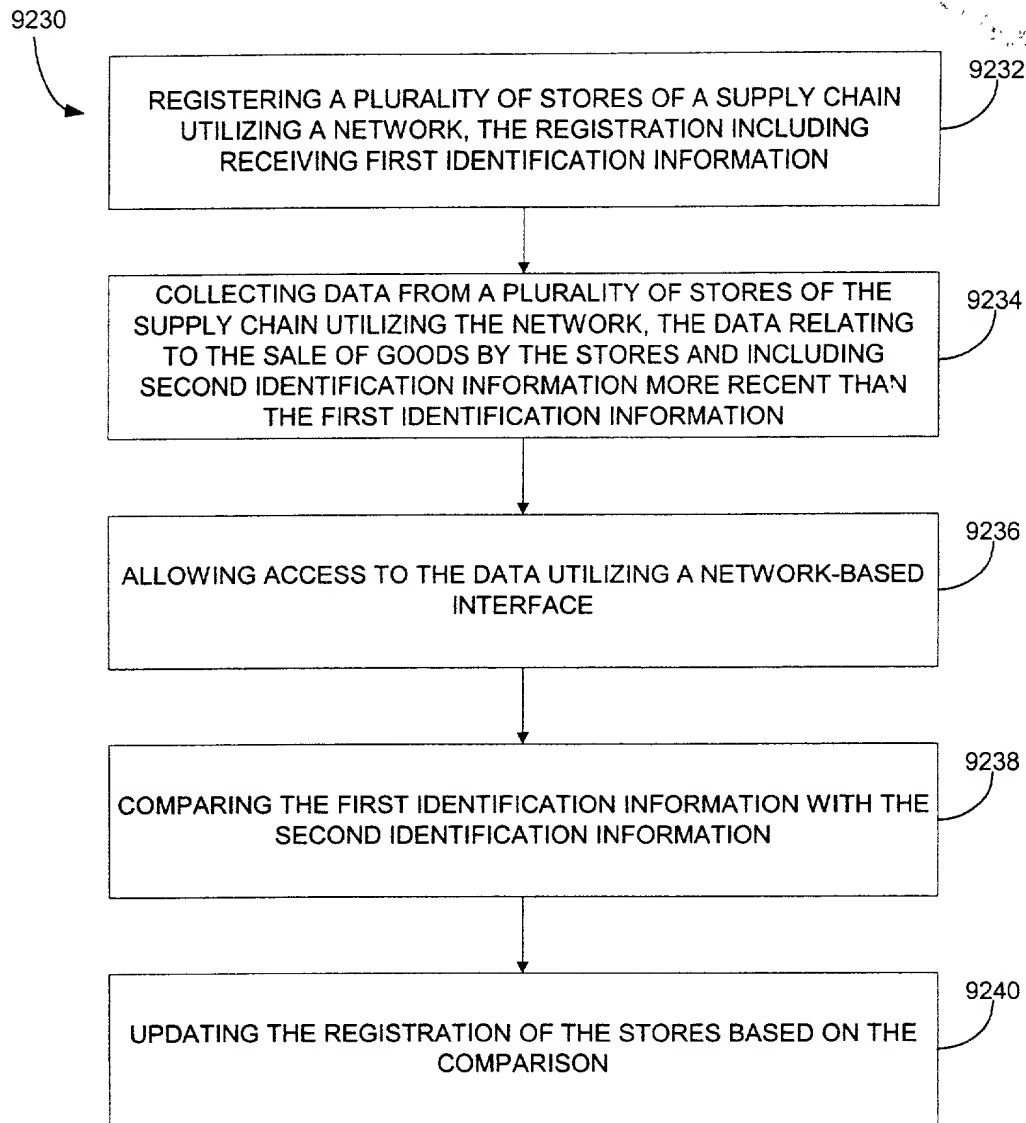 9230
9232
REGISTERING A PLURALITY OF STORES OF A SUPPLY CHAIN
UTILIZING A NETWORK, THE REGISTRATION INCLUDING
RECEIVING FIRST IDENTIFICATION INFORMATION
9234
COLLECTING DATA FROM A PLURALITY OF STORES OF THE
SUPPLY CHAIN UTILIZING THE NETWORK, THE DATA RELATING
TO THE SALE OF GOODS BY THE STORES AND INCLUDING
SECOND IDENTIFICATION INFORMATION MORE RECENT THAN
THE FIRST IDENTIFICATION INFORMATION
9236
ALLOWING ACCESS TO THE DATA UTILIZING A NETWORK-BASED
INTERFACE
9238
COMPARING THE FIRST IDENTIFICATION INFORMATION WITH THE
SECOND IDENTIFICATION INFORMATION
9240
UPDATING THE REGISTRATION OF THE STORES BASED ON THE
COMPARISON